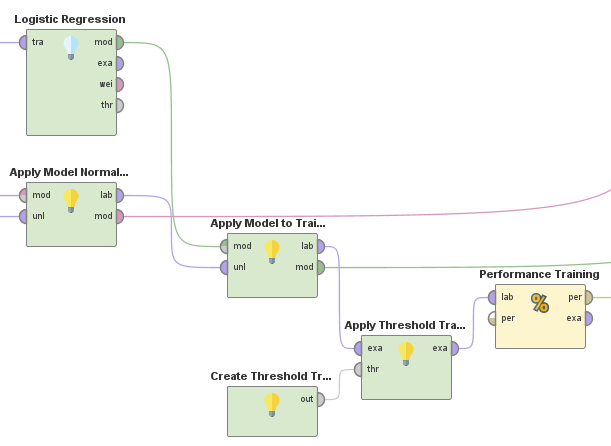 Logistic Regression
tra mod
exa
wei
thr
Apply Model Normal...
mod lab
unl mod
Apply Model to Trai...
mod lab
unl mod
Performance Training
lab per
per exa
%
Apply Threshold Tra...
exa exa
thr
Create Threshold Tr...
out